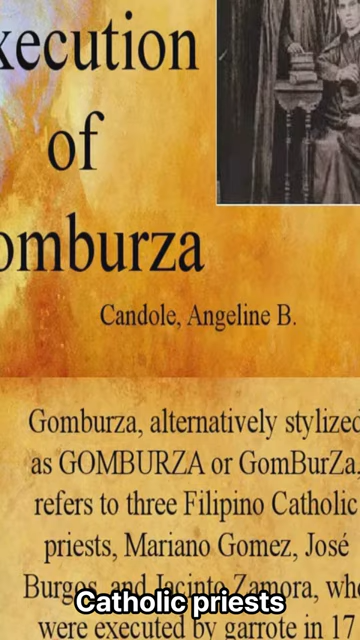 xecution
of
omburza
Candole, Angeline B.
Gomburza, alternatively stylized
as GOMBURZA or GomBurZa,
refers to three Filipino Catholic
priests, Mariano Gomez, José
Burgos, and Jacinto Zamora, who
Catholic priests
were executed by garrote in 17